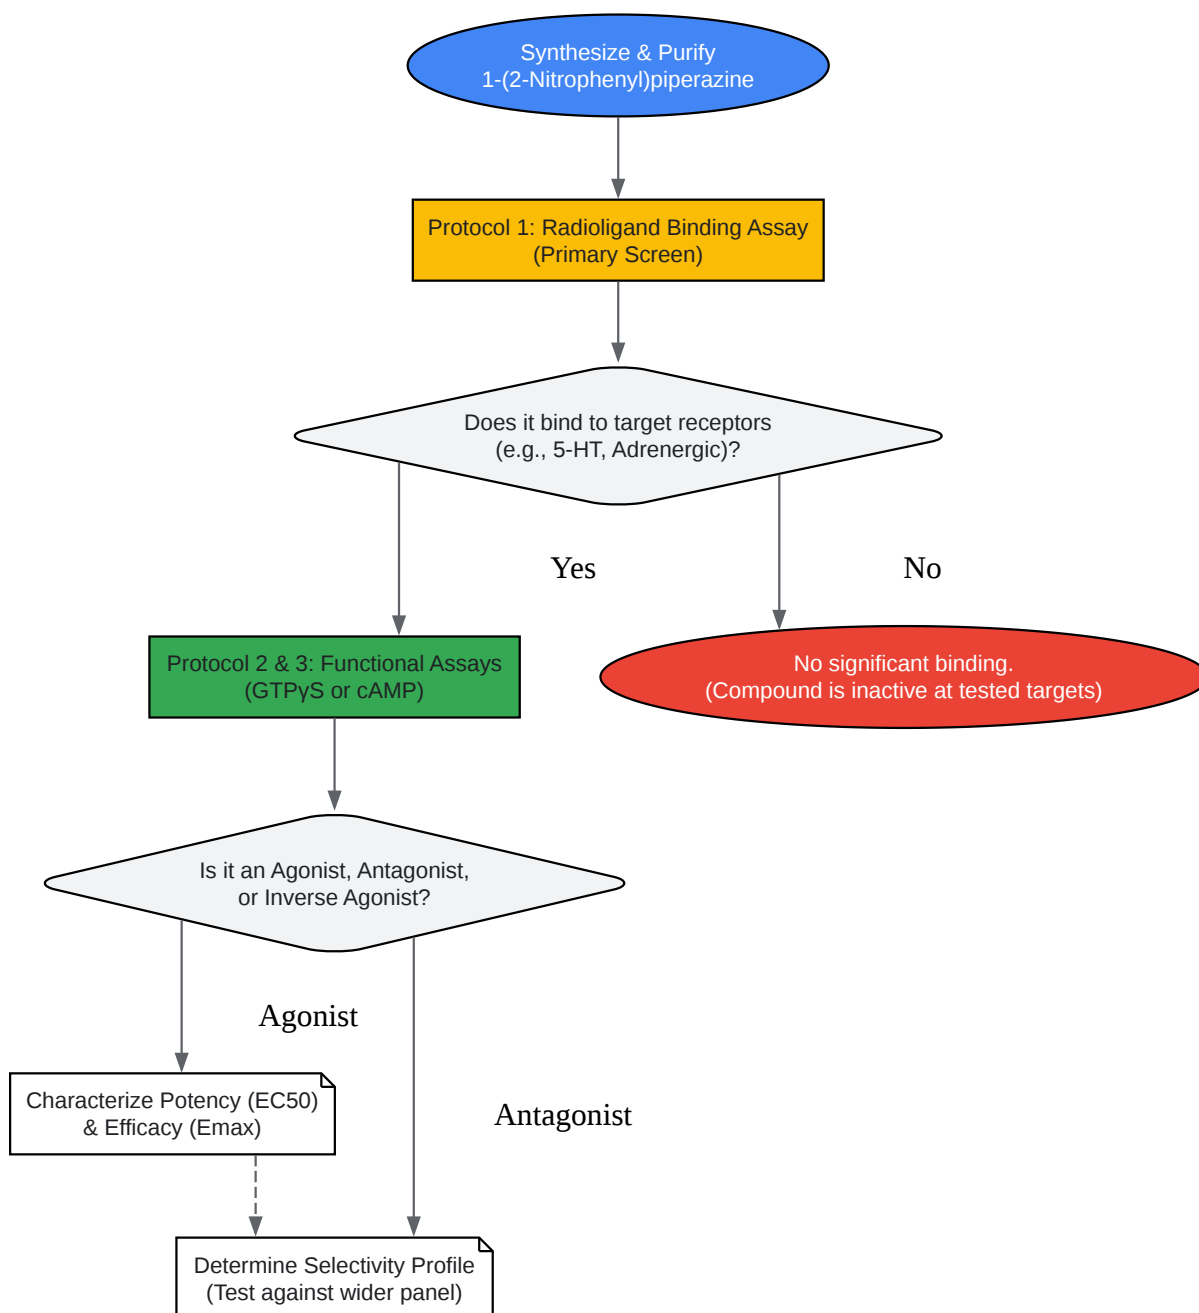 Synthesize & Purify
1-(2-Nitrophenyl)piperazine
Protocol 1: Radioligand Binding Assay
(Primary Screen)
Does it bind to target receptors
(e.g., 5-HT, Adrenergic)?
Yes
No
Protocol 2 & 3: Functional Assays
(GTPγS or cAMP)
No significant binding.
(Compound is inactive at tested targets)
Is it an Agonist, Antagonist,
or Inverse Agonist?
Agonist
Characterize Potency (EC50)
& Efficacy (Emax)
Antagonist
Determine Selectivity Profile
(Test against wider panel)